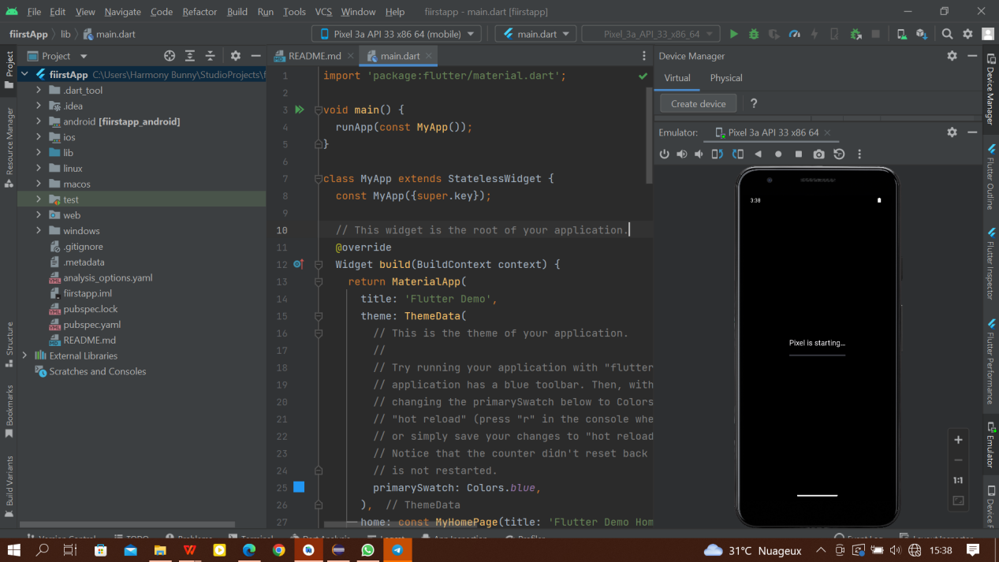 File Edit View Navigate Code Refactor Build Run Tools VCS Window Help fiirstapp - main.dart [fiirstapp]
fiirstApp lib main.dart Pixel 3a API 33 x86 64 (mobile) main.dart Pixel_3a_API_33_x86_64
Project README.md main.dart Device Manager
Virtual Physical
Create device ?
Emulator: Pixel 3a API 33 x86 64
Project
Resource Manager
Structure
Bookmarks
Build Variants
fiirstApp C:\Users\Harmony Bunny\StudioProjects\f
.dart_tool
.idea
android [fiirstapp_android]
ios
lib
linux
macos
test
web
windows
.gitignore
.metadata
analysis_options.yaml
fiirstapp.iml
pubspec.lock
pubspec.yaml
README.md
External Libraries
Scratches and Consoles
1 import 'package:flutter/material.dart';
2
3 void main() {
4 runApp(const MyApp());
5 }
6
7 class MyApp extends StatelessWidget {
8 const MyApp({super.key});
9
10 // This widget is the root of your application.
11 @override
12 Widget build(BuildContext context) {
13 return MaterialApp(
14 title: 'Flutter Demo',
15 theme: ThemeData(
16 // This is the theme of your application.
17 //
18 // Try running your application with "flutter
19 // application has a blue toolbar. Then, with
20 // changing the primarySwatch below to Colors
21 // "hot reload" (press "r" in the console whe
22 // or simply save your changes to "hot reload
23 // Notice that the counter didn't reset back
24 // is not restarted.
25 primarySwatch: Colors.blue,
26 ), // ThemeData
27 home: const MyHomePage(title: 'Flutter Demo Hom
3:38
Pixel is starting...
1:1
Device Manager
Flutter Outline
Flutter Inspector
Flutter Performance
Emulator
Device F
Version Control TODO Problems Terminal Dart Analysis Logcat App Inspection Profiler Event Log Layout Inspector
31°C Nuageux 15:38